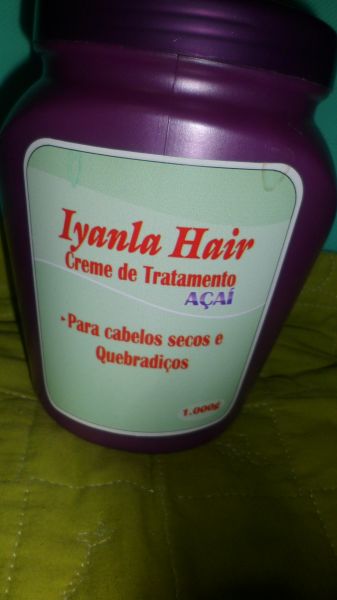 Iyanla Hair
Creme de Tratamento
AÇAÍ
-Para cabelos secos e
Quebradiços
1.000g